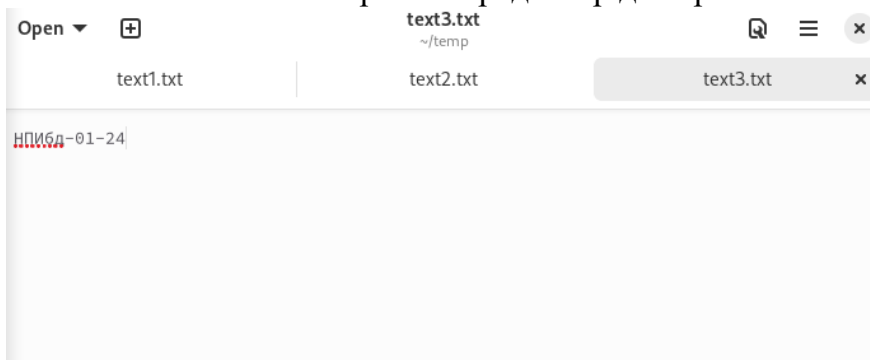 Open
text3.txt
~/temp
text1.txt
text2.txt
text3.txt
НПИбд-01-24